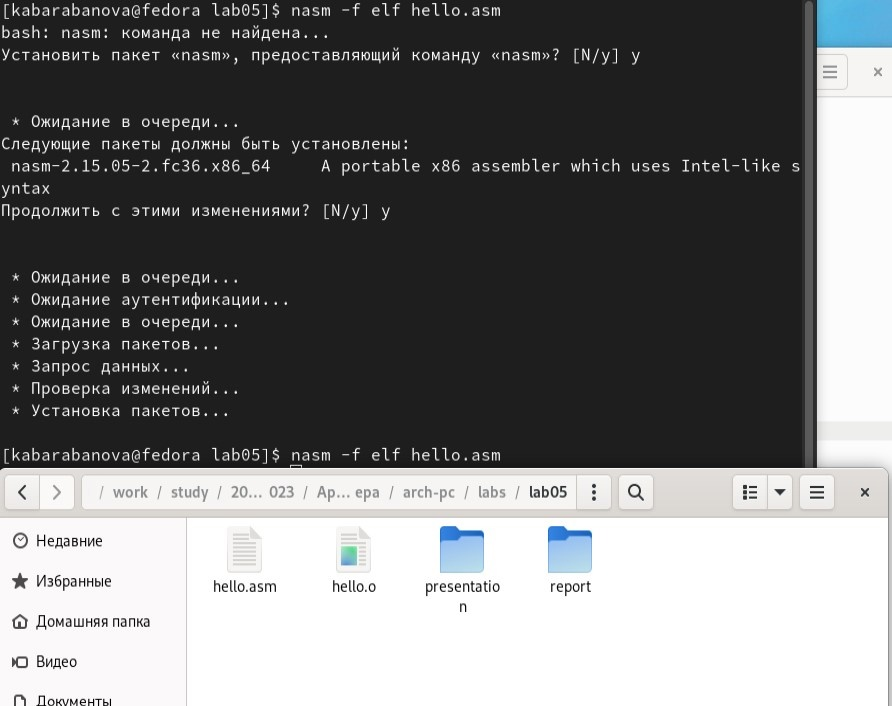 [kabarabanova@fedora lab05]$ nasm -f elf hello.asm
bash: nasm: команда не найдена...
Установить пакет «nasm», предоставляющий команду «nasm»? [N/y] y
* Ожидание в очереди...
Следующие пакеты должны быть установлены:
nasm-2.15.05-2.fc36.x86_64     A portable x86 assembler which uses Intel-like s
yntax
Продолжить с этими изменениями? [N/y] y
* Ожидание в очереди...
* Ожидание аутентификации...
* Ожидание в очереди...
* Загрузка пакетов...
* Запрос данных...
* Проверка изменений...
* Установка пакетов...
[kabarabanova@fedora lab05]$ nasm -f elf hello.asm
/ work / study / 20... 023 / Ар... ера / arch-pc / labs / lab05
Недавние
Избранные
Домашняя папка
Видео
Документы
hello.asm
hello.o
presentatio
n
report